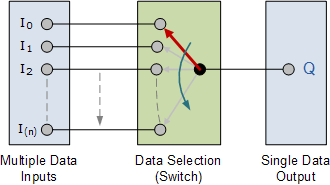 I0
I1
I2
Q
I(n)
Multiple Data
Inputs
Data Selection
(Switch)
Single Data
Output